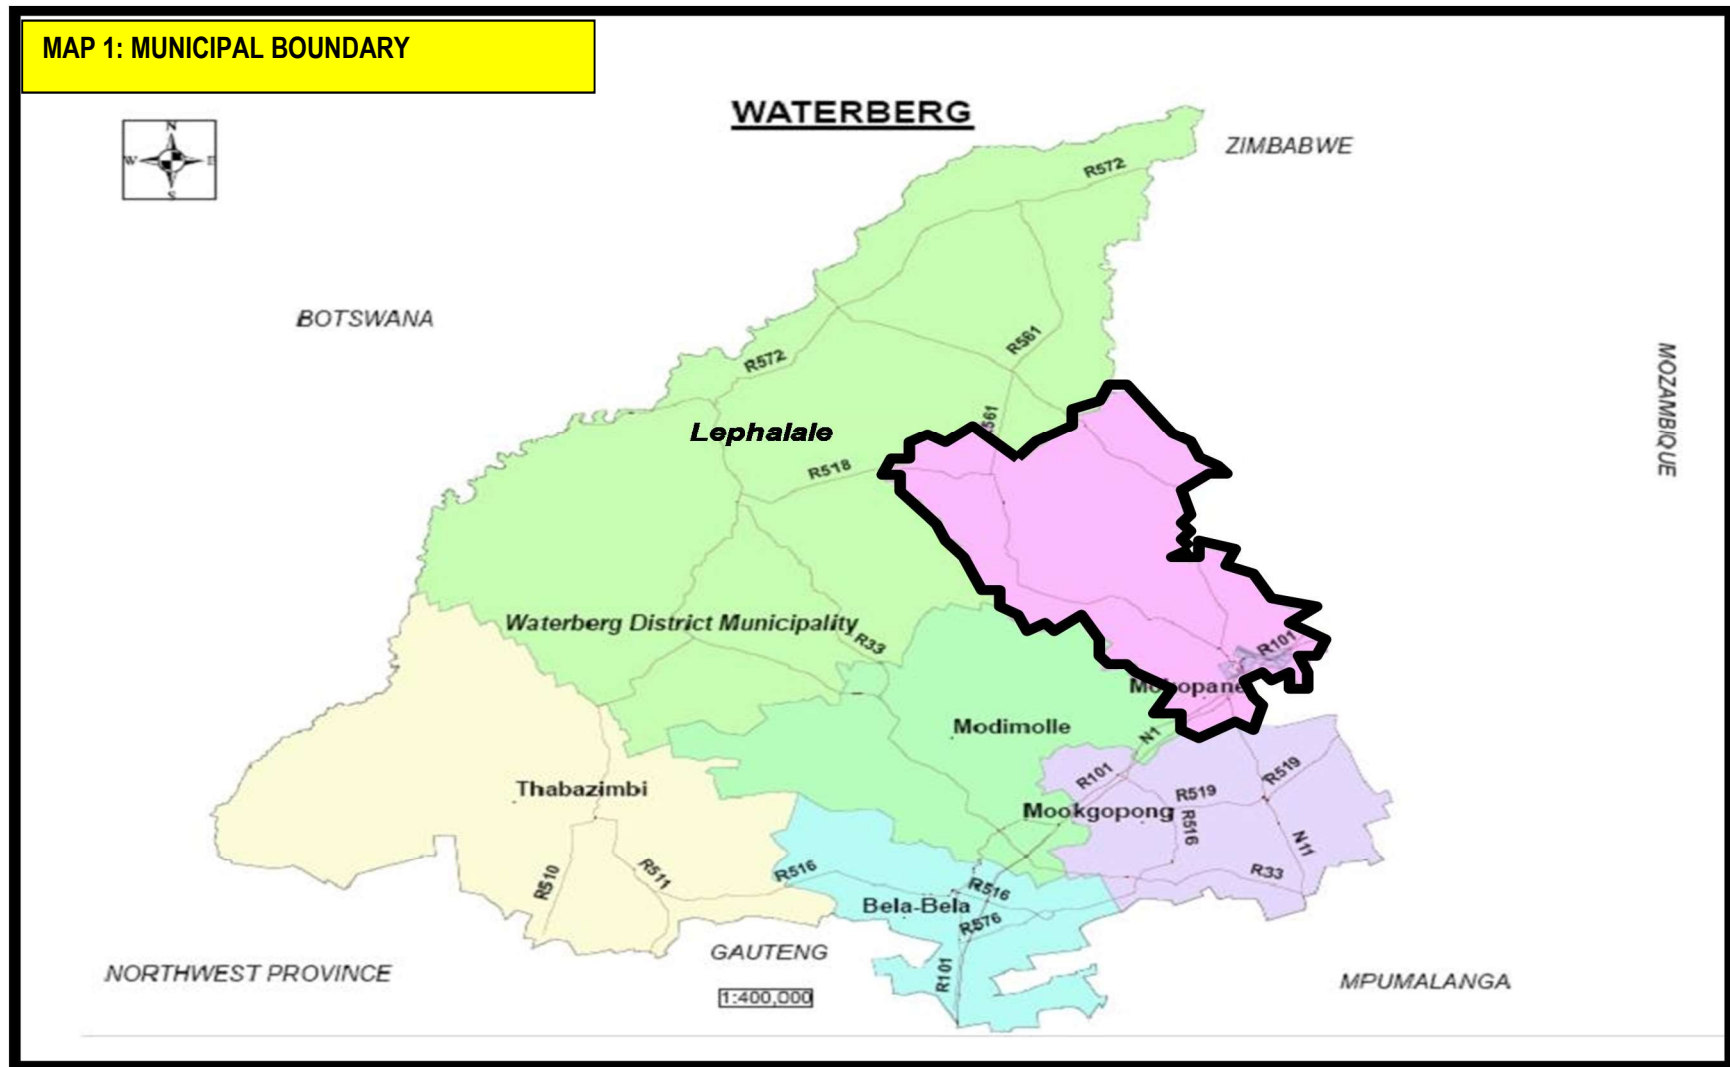 MAP 1: MUNICIPAL BOUNDARY
WATERBERG
N
W
E
S
ZIMBABWE
R572
BOTSWANA
R561
R572
MOZAMBIQUE
561
Lephalale
R518
Waterberg District Municipality
R33
R101
Mokopane
Modimolle
N1
R101
R519
Thabazimbi
R519
Mookgopong
R516
N11
R510
R511
R516
R516
R33
Bela-Bela
R576
GAUTENG
R101
NORTHWEST PROVINCE
MPUMALANGA
1:400,000